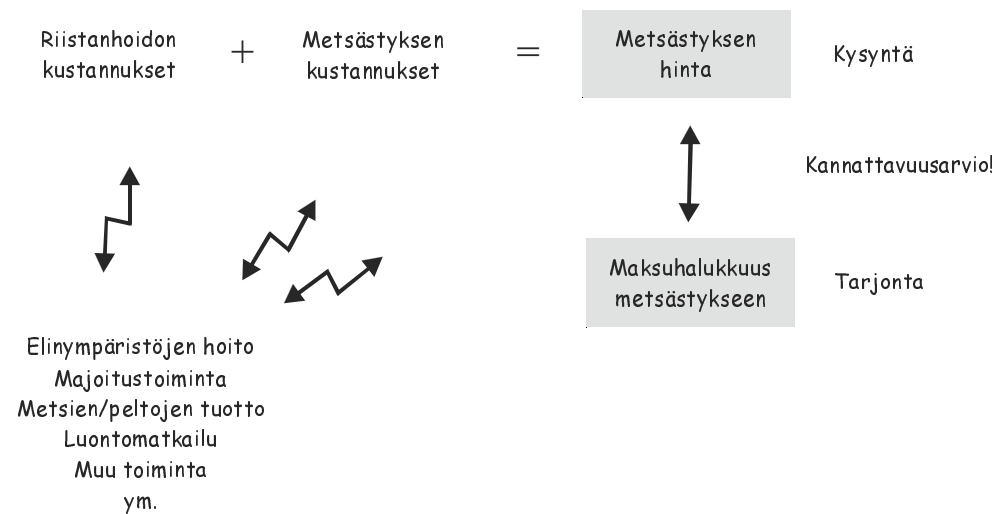 Riistanhoidon
kustannukset
+
Metsästyksen
kustannukset
=
Metsästyksen
hinta
Kysyntä
Kannattavuusarvio!
Maksuhalukkuus
metsästykseen
Tarjonta
Elinympäristöjen hoito
Majoitustoiminta
Metsien/peltojen tuotto
Luontomatkailu
Muu toiminta
ym.